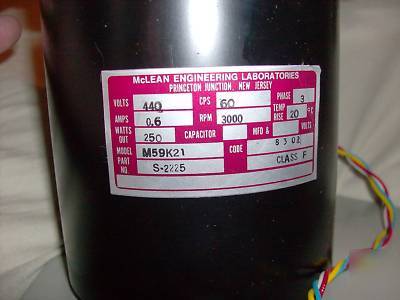 McLEAN ENGINEERING LABORATORIES
PRINCETON JUNCTION, NEW JERSEY
VOLTS 440 CPS 60 PHASE 3
AMPS 0.6 RPM 3000 TEMP RISE 20 °C
WATTS OUT 250 CAPACITOR MFD & VOLTS
MODEL M59K21 CODE 8302
PART NO. S-2225 CLASS F